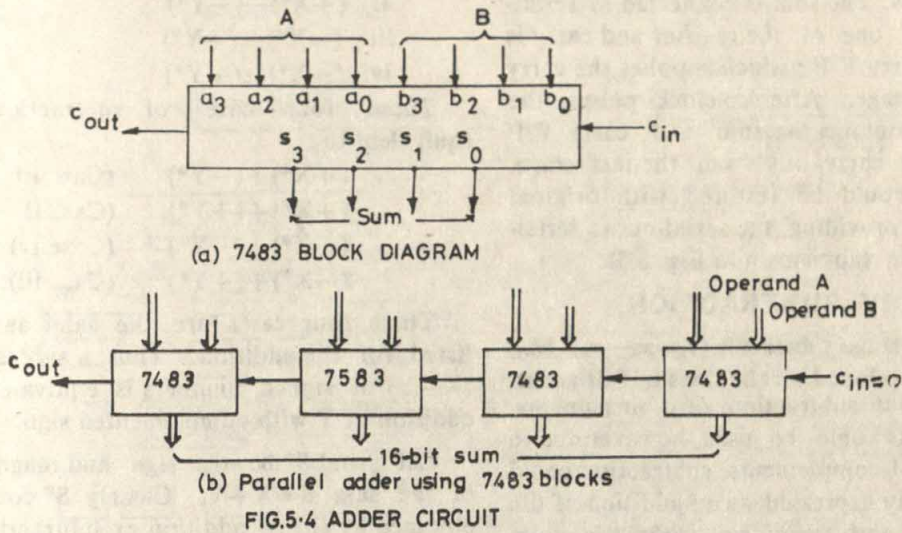 one of
A B
a3 a2 a1 a0 b3 b2 b1 b0
cout cin
s3 s2 s1 s0
Sum
(a) 7483 BLOCK DIAGRAM
Operand A
Operand B
cout 7483 7583 7483 7483 cin=0
16-bit sum
(b) Parallel adder using 7483 blocks
FIG.5·4 ADDER CIRCUIT